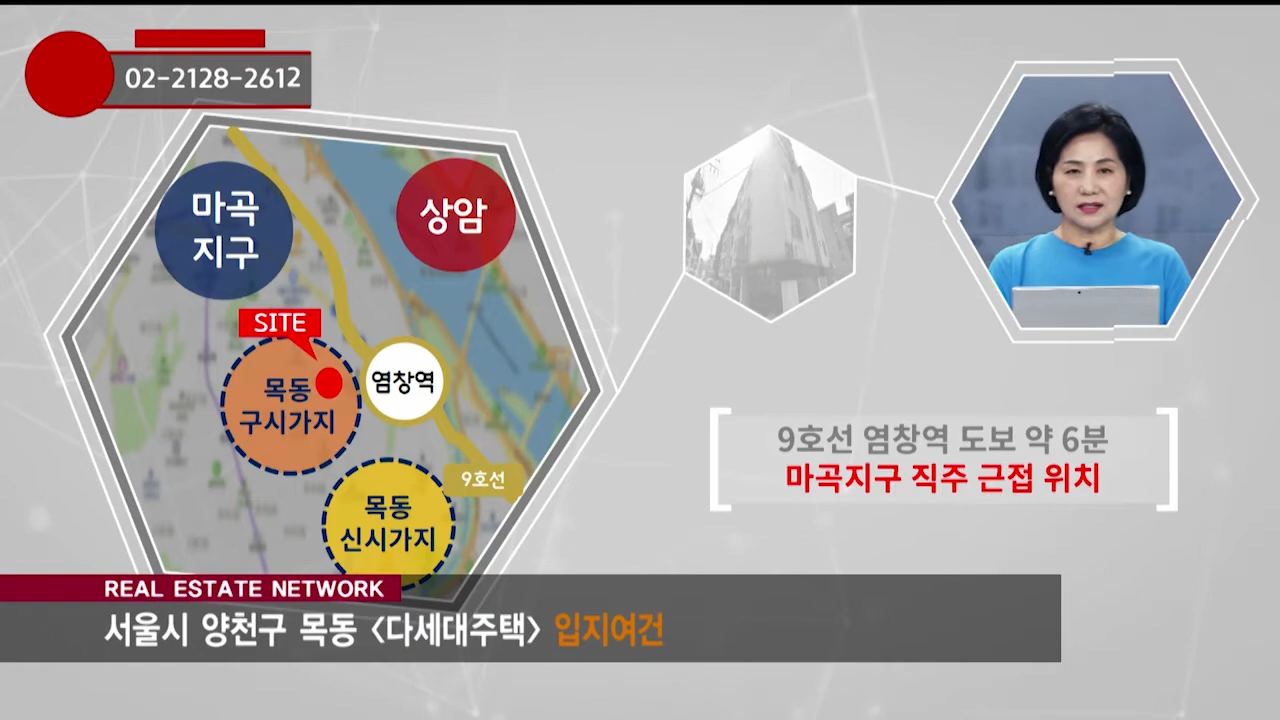 02-2128-2612
마곡
지구
상암
SITE
목동
구시가지
염창역
9호선
목동
신시가지
9호선 염창역 도보 약 6분
마곡지구 직주 근접 위치
REAL ESTATE NETWORK
서울시 양천구 목동 <다세대주택> 입지여건